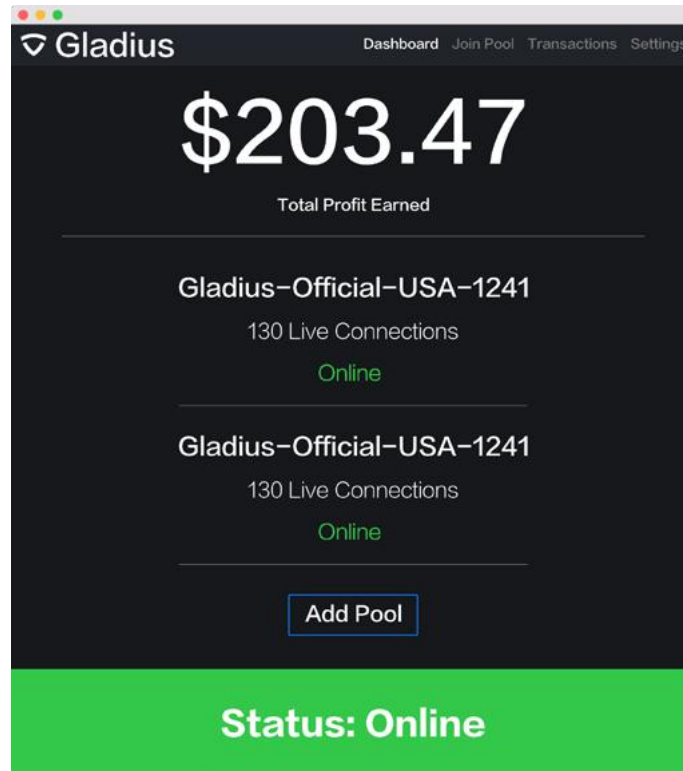 Gladius
Dashboard Join Pool Transactions Settings
$203.47
Total Profit Earned
Gladius-Official-USA-1241
130 Live Connections
Online
Gladius-Official-USA-1241
130 Live Connections
Online
Add Pool
Status: Online